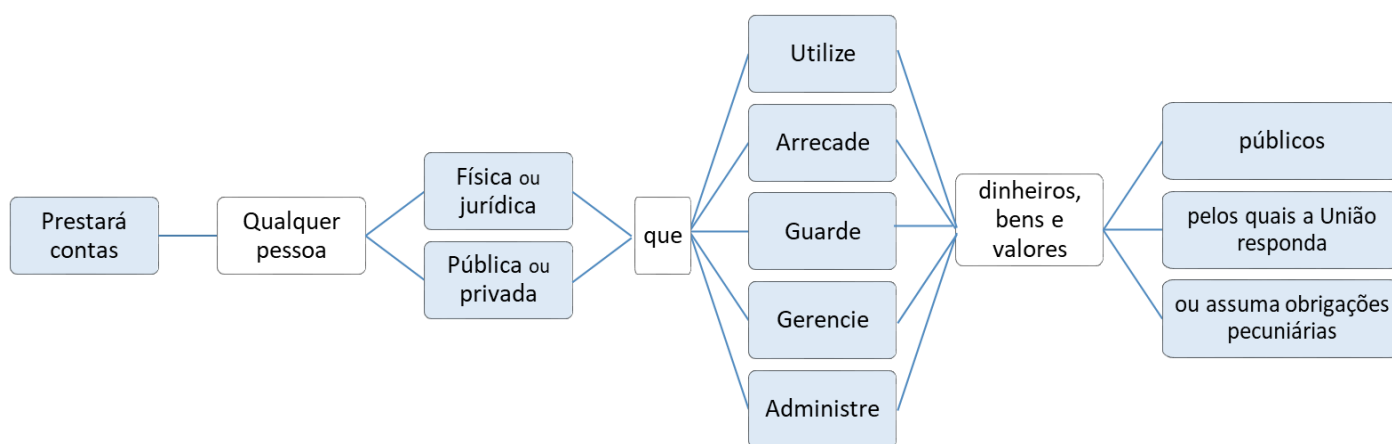 Prestará
contas
Qualquer
pessoa
Física ou
jurídica
Pública ou
privada
que
Utilize
Arrecade
Guarde
Gerencie
Administre
dinheiros,
bens e
valores
públicos
pelos quais a União
responda
ou assuma obrigações
pecuniárias